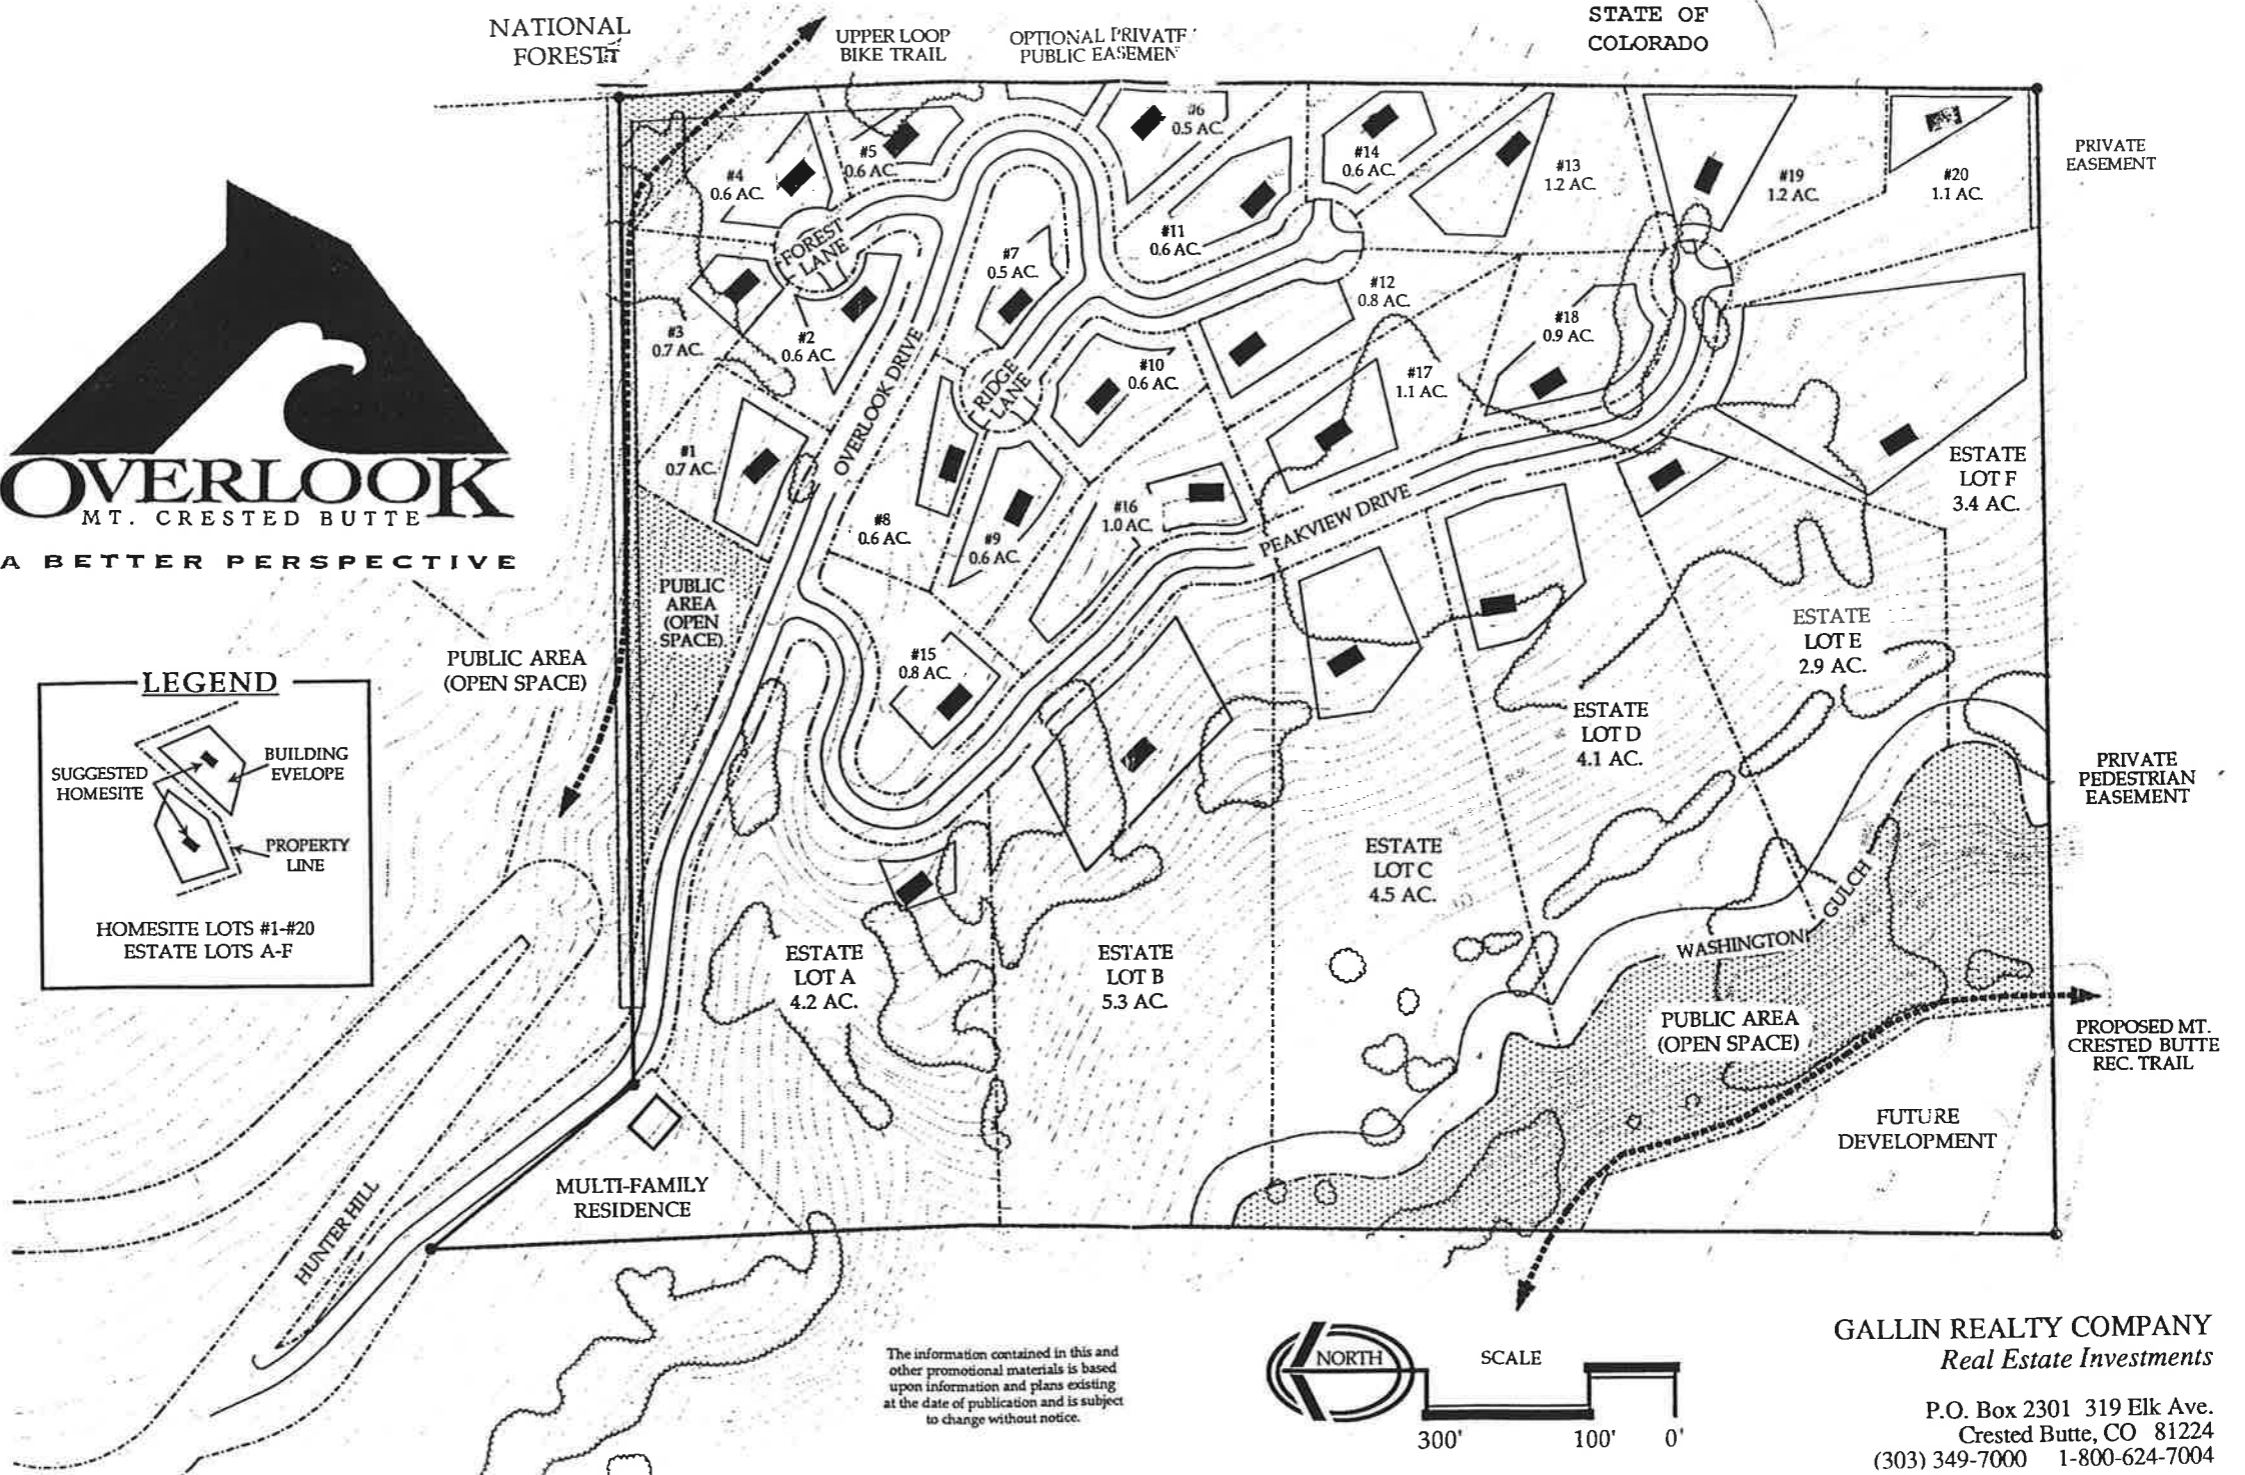 NATIONAL
FOREST
UPPER LOOP
BIKE TRAIL
OPTIONAL PRIVATE/
PUBLIC EASEMENT
STATE OF
COLORADO
PRIVATE
EASEMENT
#4
0.6 AC.
#5
0.6 AC.
#6
0.5 AC.
#14
0.6 AC.
#13
1.2 AC.
#19
1.2 AC.
#20
1.1 AC.
FOREST
LANE
#7
0.5 AC.
#11
0.6 AC.
#12
0.8 AC.
#3
0.7 AC.
#2
0.6 AC.
OVERLOOK DRIVE
RIDGE
LANE
#10
0.6 AC.
#18
0.9 AC.
#17
1.1 AC.
#1
0.7 AC.
#8
0.6 AC.
#9
0.6 AC.
#16
1.0 AC.
PEAKVIEW DRIVE
ESTATE
LOT F
3.4 AC.
OVERLOOK
MT. CRESTED BUTTE
A BETTER PERSPECTIVE
PUBLIC
AREA
(OPEN
SPACE)
PUBLIC AREA
(OPEN SPACE)
#15
0.8 AC.
ESTATE
LOT E
2.9 AC.
ESTATE
LOT D
4.1 AC.
LEGEND
SUGGESTED
HOMESITE
BUILDING
EVELOPE
PROPERTY
LINE
HOMESITE LOTS #1-#20
ESTATE LOTS A-F
PRIVATE
PEDESTRIAN
EASEMENT
ESTATE
LOT C
4.5 AC.
ESTATE
LOT A
4.2 AC.
ESTATE
LOT B
5.3 AC.
WASHINGTON
GULCH
PUBLIC AREA
(OPEN SPACE)
PROPOSED MT.
CRESTED BUTTE
REC. TRAIL
FUTURE
DEVELOPMENT
MULTI-FAMILY
RESIDENCE
HUNTER HILL
The information contained in this and
other promotional materials is based
upon information and plans existing
at the date of publication and is subject
to change without notice.
NORTH
SCALE
300' 100' 0'
GALLIN REALTY COMPANY
Real Estate Investments
P.O. Box 2301 319 Elk Ave.
Crested Butte, CO 81224
(303) 349-7000 1-800-624-7004